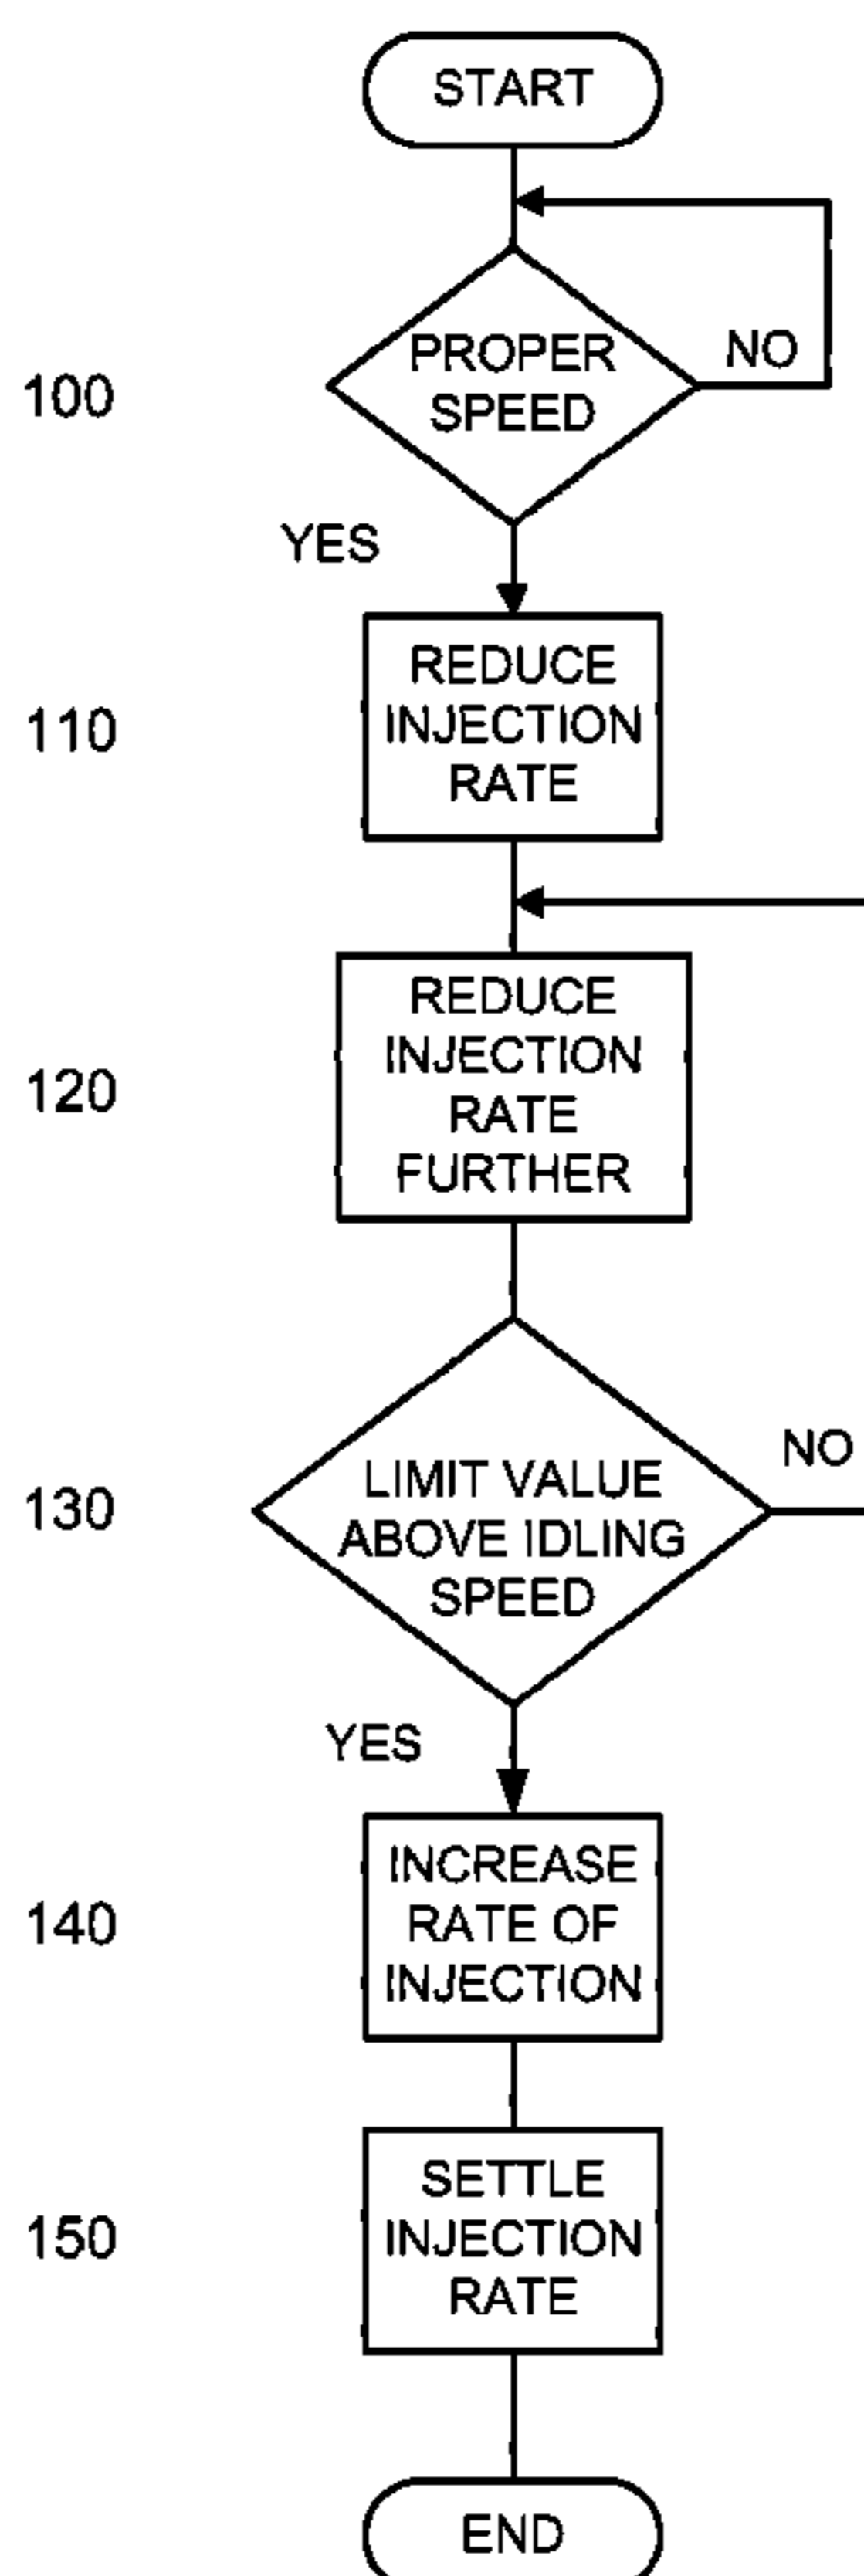 START
PROPER
SPEED
NO
100
YES
REDUCE
INJECTION
RATE
110
REDUCE
INJECTION
RATE
FURTHER
120
LIMIT VALUE
ABOVE IDLING
SPEED
NO
130
YES
INCREASE
RATE OF
INJECTION
140
SETTLE
INJECTION
RATE
150
END